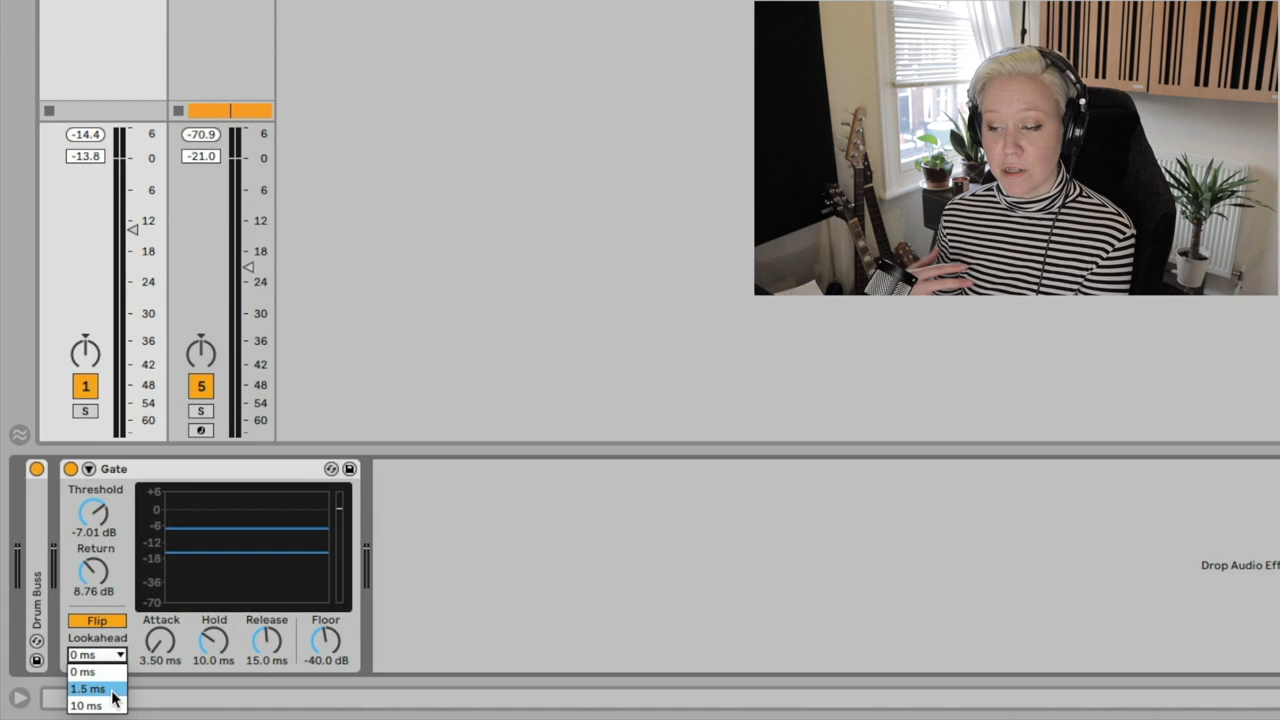 -14.4
-13.8
6
0
6
12
18
24
30
36
42
48
54
60
1
S
-70.9
-21.0
6
0
6
12
18
24
30
36
42
48
54
60
5
S
Drum Buss
Gate
Threshold
-7.01 dB
Return
8.76 dB
Flip
Lookahead
0 ms
0 ms
1.5 ms
10 ms
+6
0
-6
-12
-18
-36
-70
Attack Hold Release Floor
3.50 ms 10.0 ms 15.0 ms -40.0 dB
Drop Audio Eff